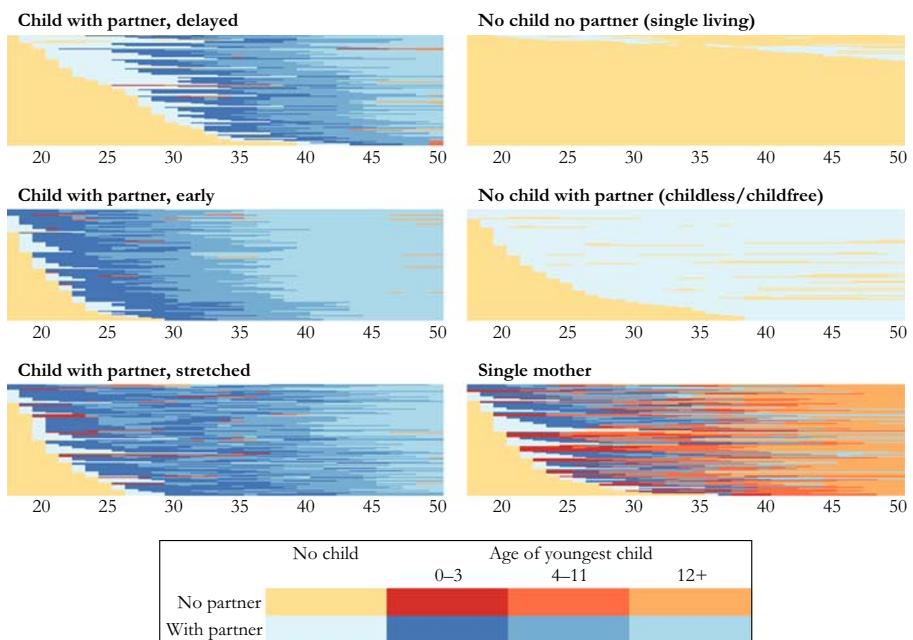 Child with partner, delayed
No child no partner (single living)
20 25 30 35 40 45 50
20 25 30 35 40 45 50
Child with partner, early
No child with partner (childless/childfree)
20 25 30 35 40 45 50
20 25 30 35 40 45 50
Child with partner, stretched
Single mother
20 25 30 35 40 45 50
20 25 30 35 40 45 50
No child
Age of youngest child
0–3 4–11 12+
No partner
With partner